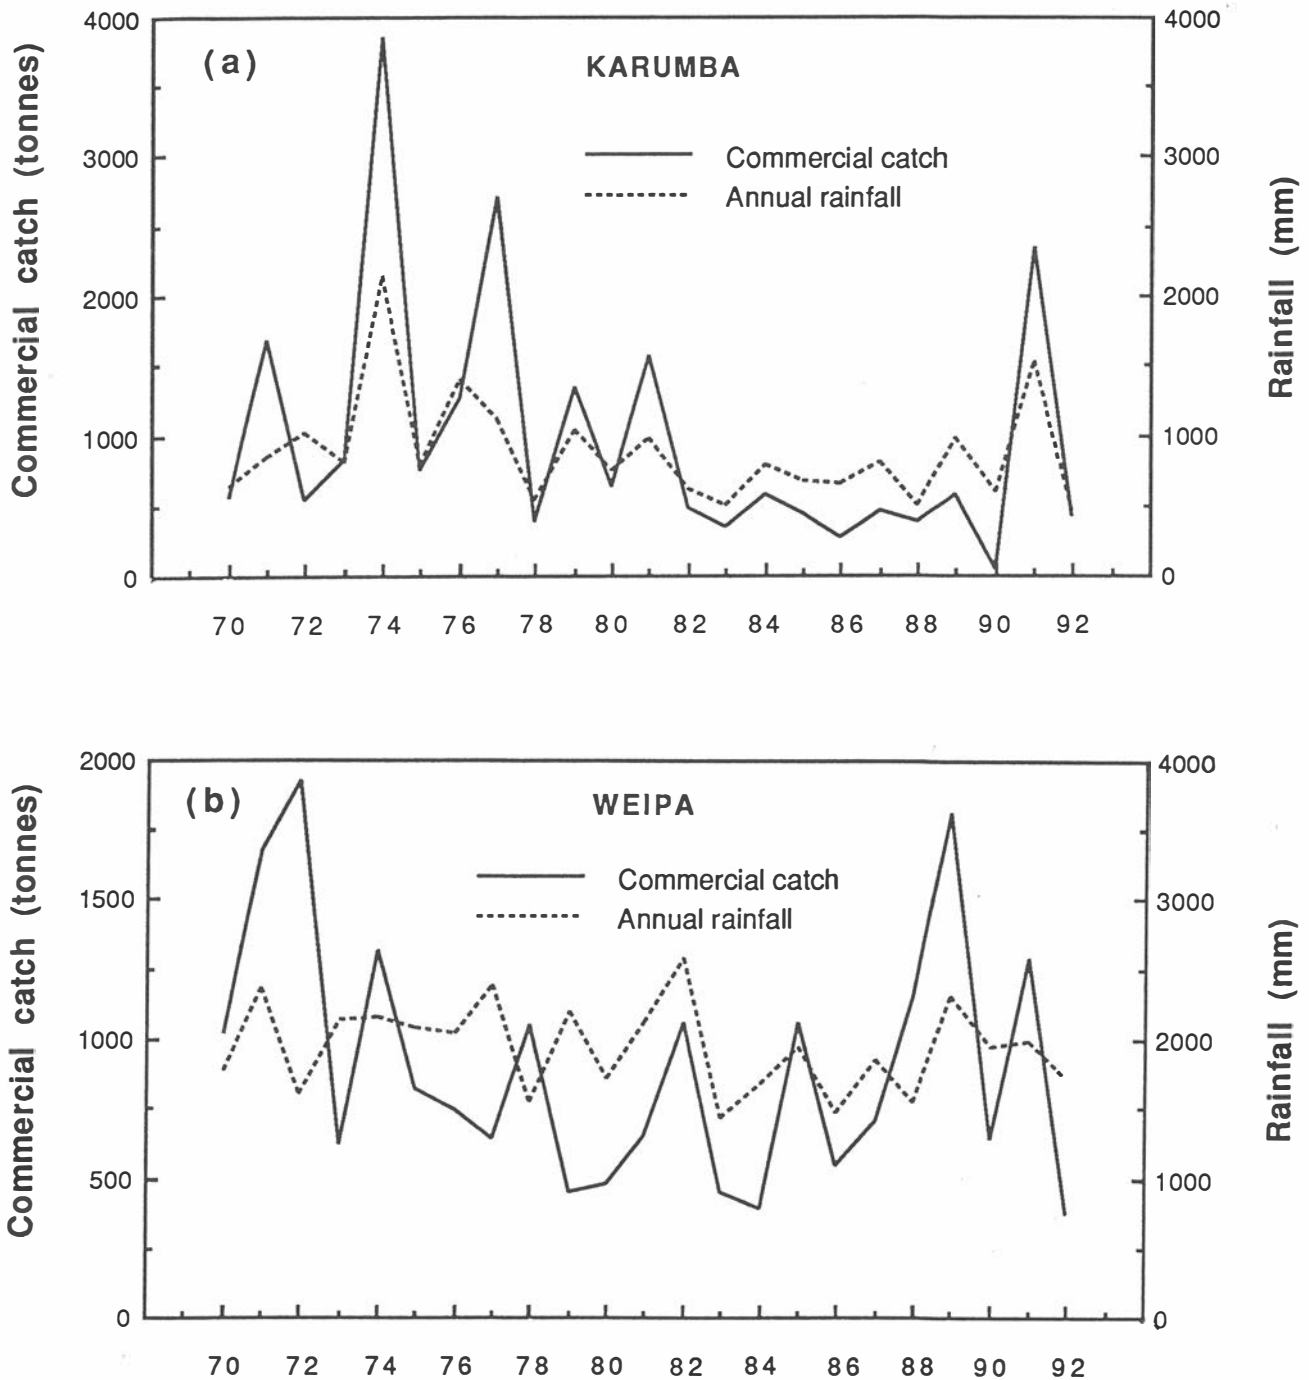 4000
4000
(a)
KARUMBA
Commercial catch (tonnes)
Rainfall (mm)
3000
3000
Commercial catch
Annual rainfall
2000
2000
1000
1000
0
0
70 72 74 76 78 80 82 84 86 88 90 92
2000
4000
(b)
WEIPA
Commercial catch (tonnes)
Rainfall (mm)
Commercial catch
Annual rainfall
1500
3000
1000
2000
500
1000
0
0
70 72 74 76 78 80 82 84 86 88 90 92